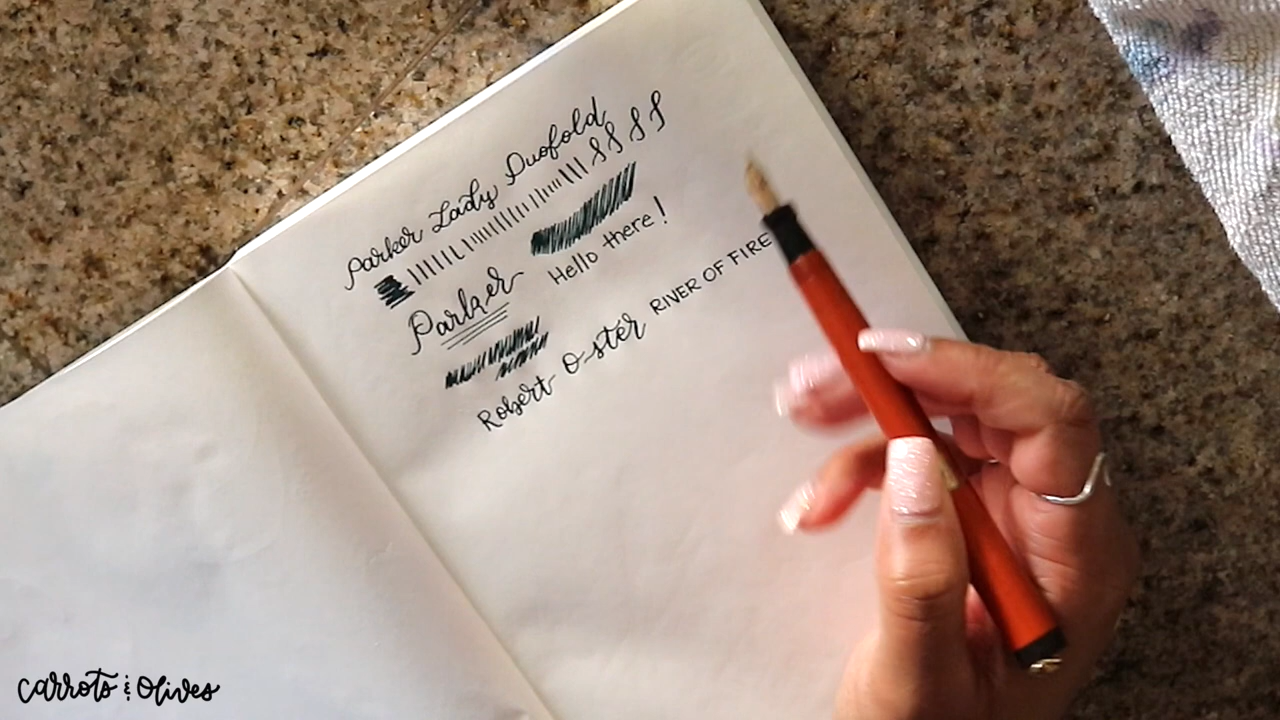 Parker Lady Duofold
Parker
Hello there!
Robert Oster RIVER OF FIRE
carrots & Olives